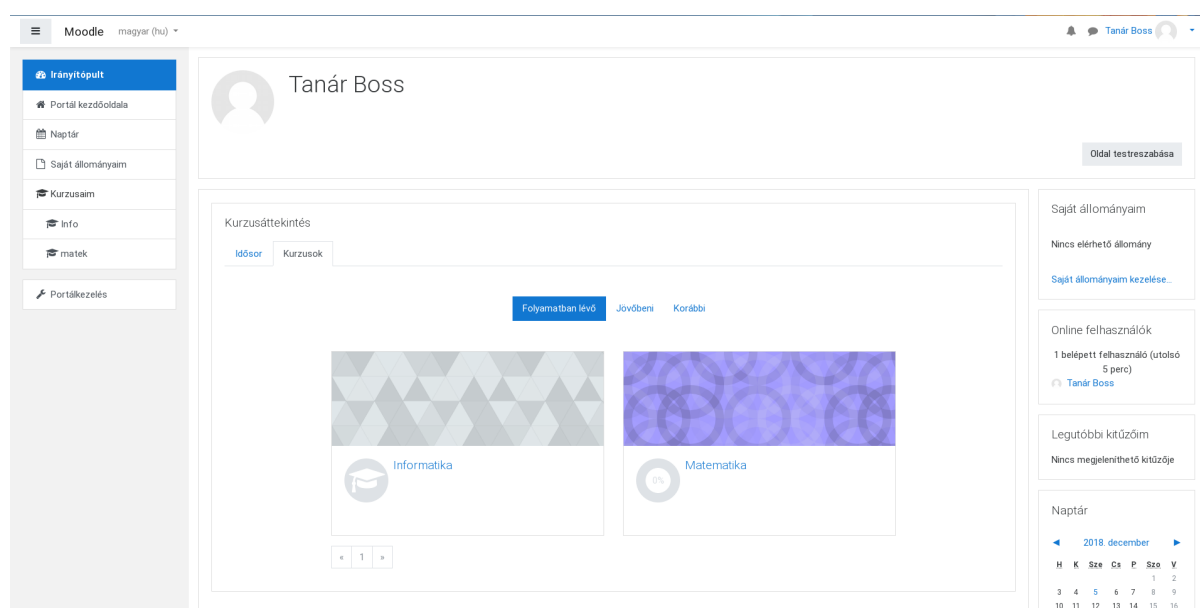 Moodle magyar (hu)
Tanár Boss
Irányítópult
Portál kezdőoldala
Naptár
Saját állományaim
Kurzusaim
Info
matek
Portálkezelés
Tanár Boss
Oldal testreszabása
Kurzusáttekintés
Idősor Kurzusok
Folyamatban lévő Jövőbeni Korábbi
Informatika
0% Matematika
« 1 »
Saját állományaim
Nincs elérhető állomány
Saját állományaim kezelése...
Online felhasználók
1 belépett felhasználó (utolsó
5 perc)
Tanár Boss
Legutóbbi kitűzőim
Nincs megjeleníthető kitűzője
Naptár
◄ 2018. december ►
H K Sze Cs P Szo V
1 2
3 4 5 6 7 8 9
10 11 12 13 14 15 16